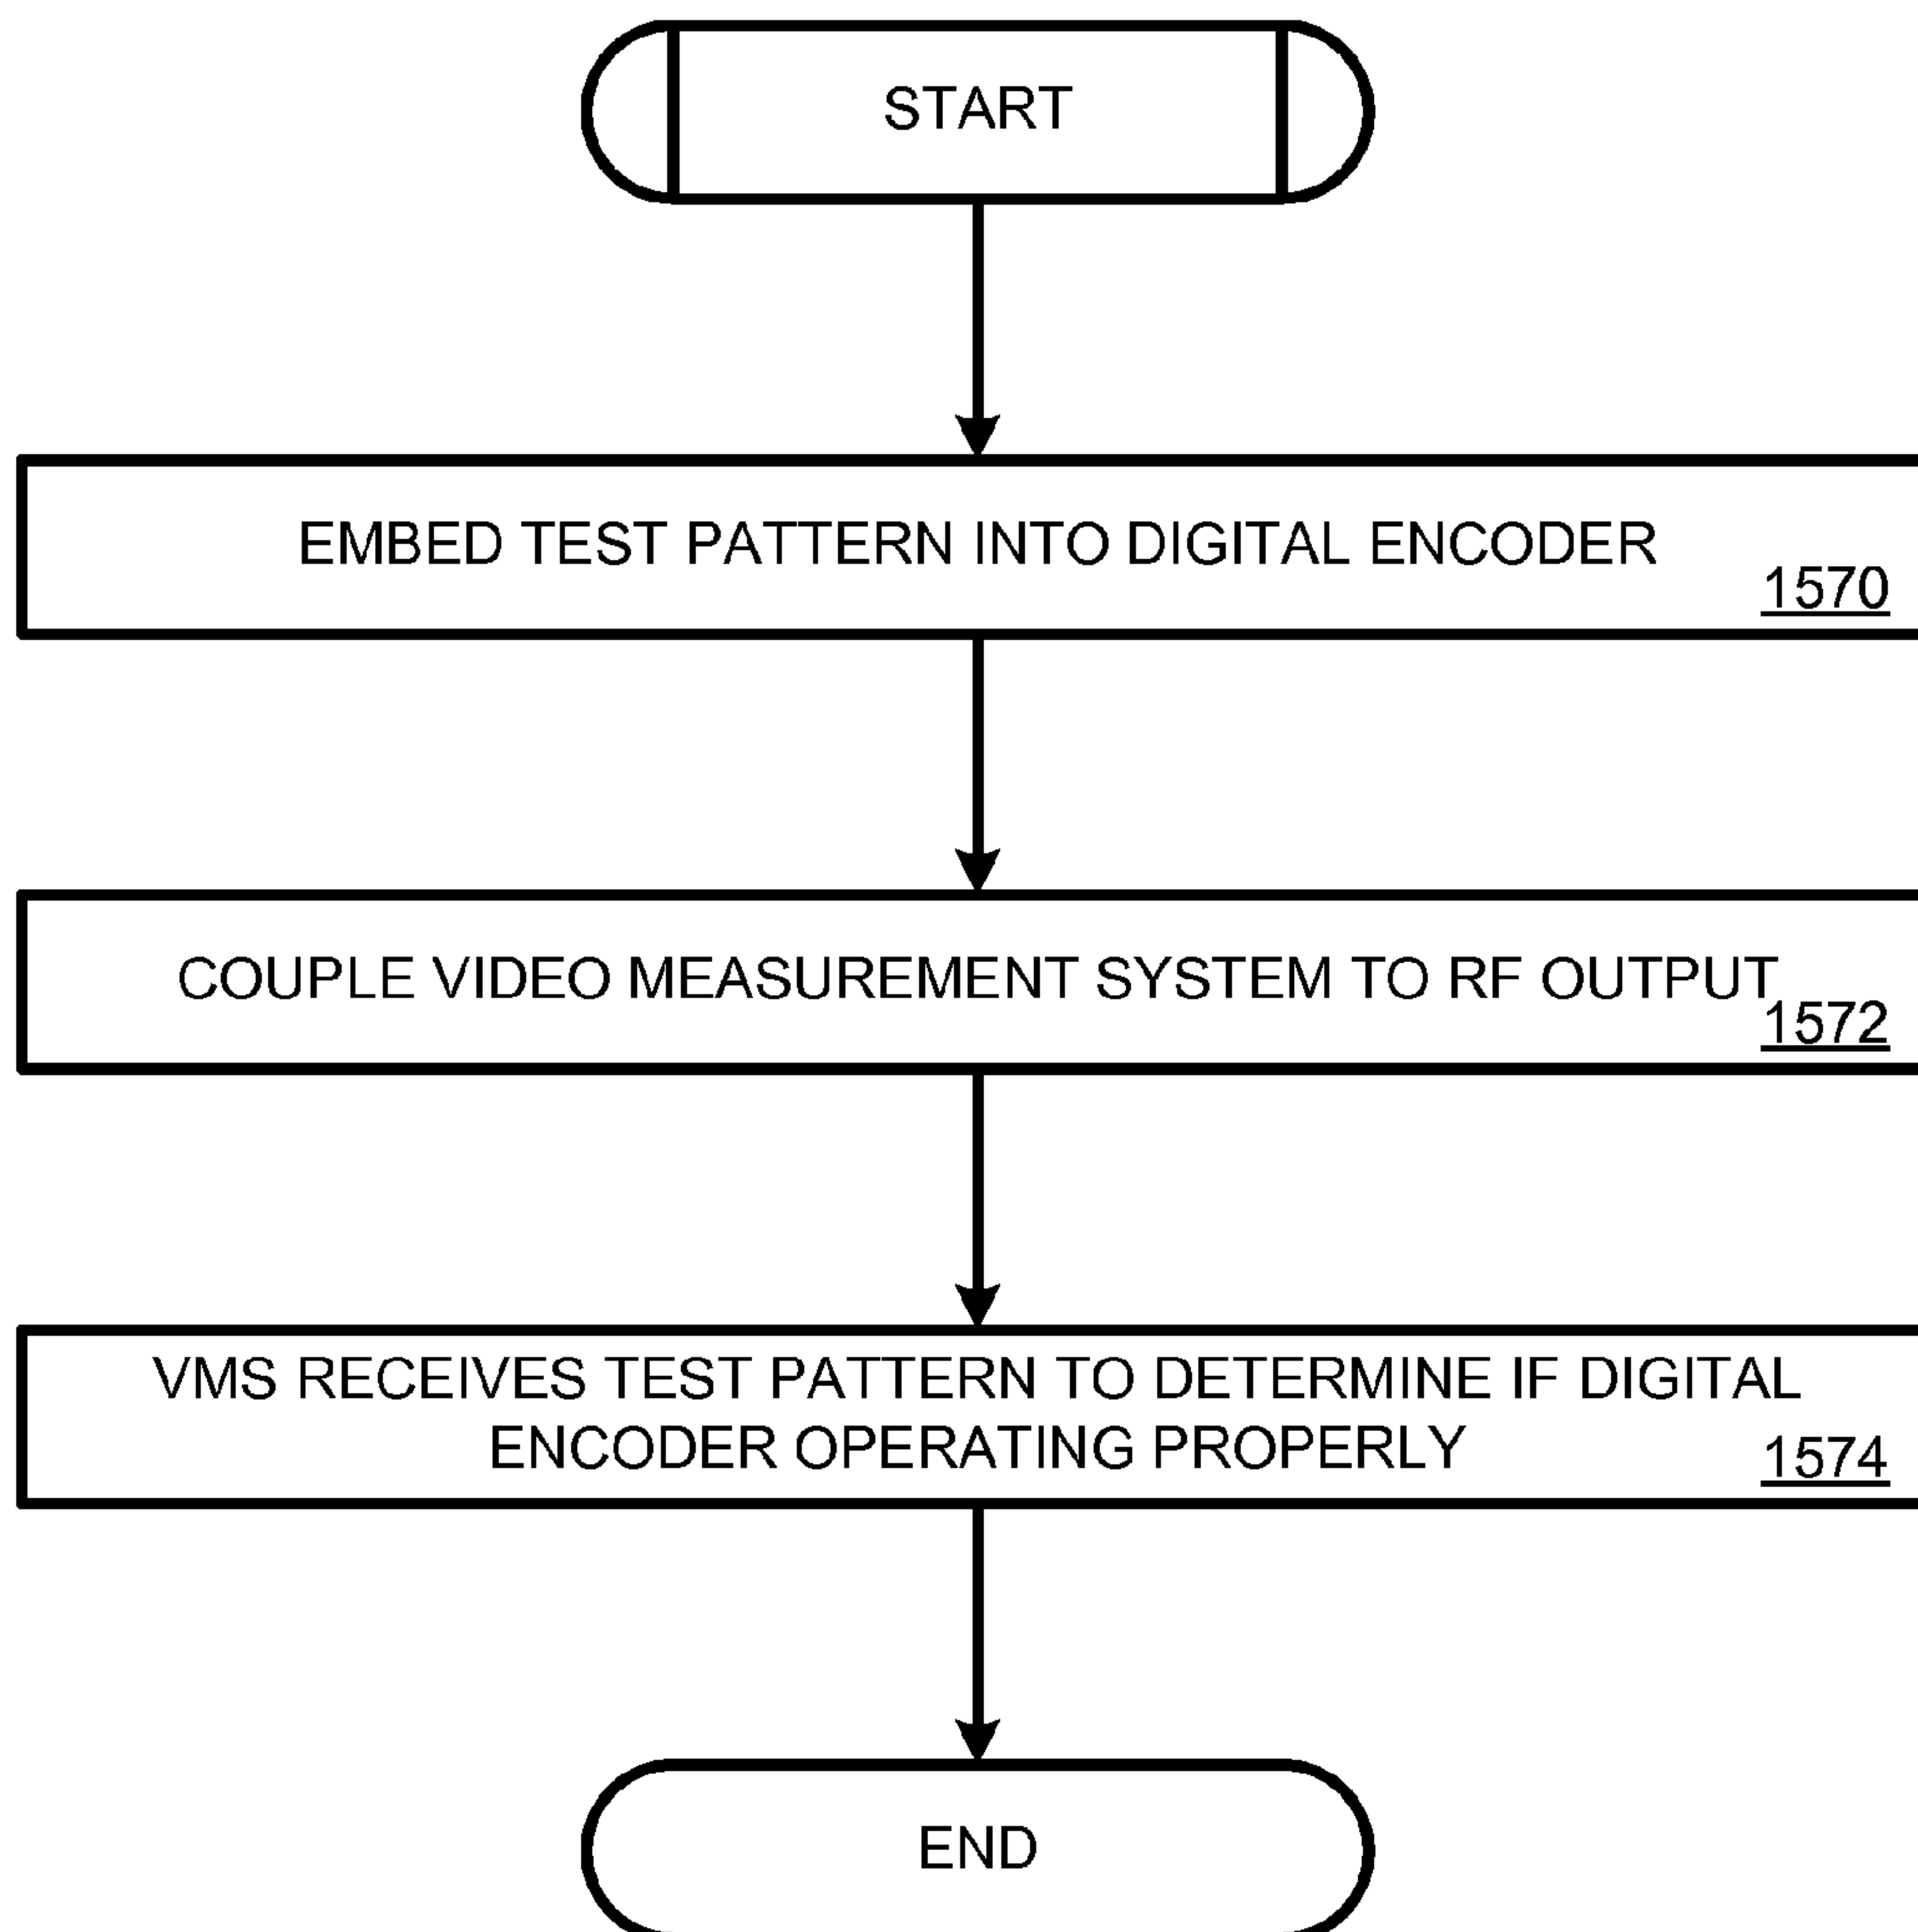 START
EMBED TEST PATTERN INTO DIGITAL ENCODER
1570
COUPLE VIDEO MEASUREMENT SYSTEM TO RF OUTPUT
1572
VMS RECEIVES TEST PATTERN TO DETERMINE IF DIGITAL
ENCODER OPERATING PROPERLY
1574
END